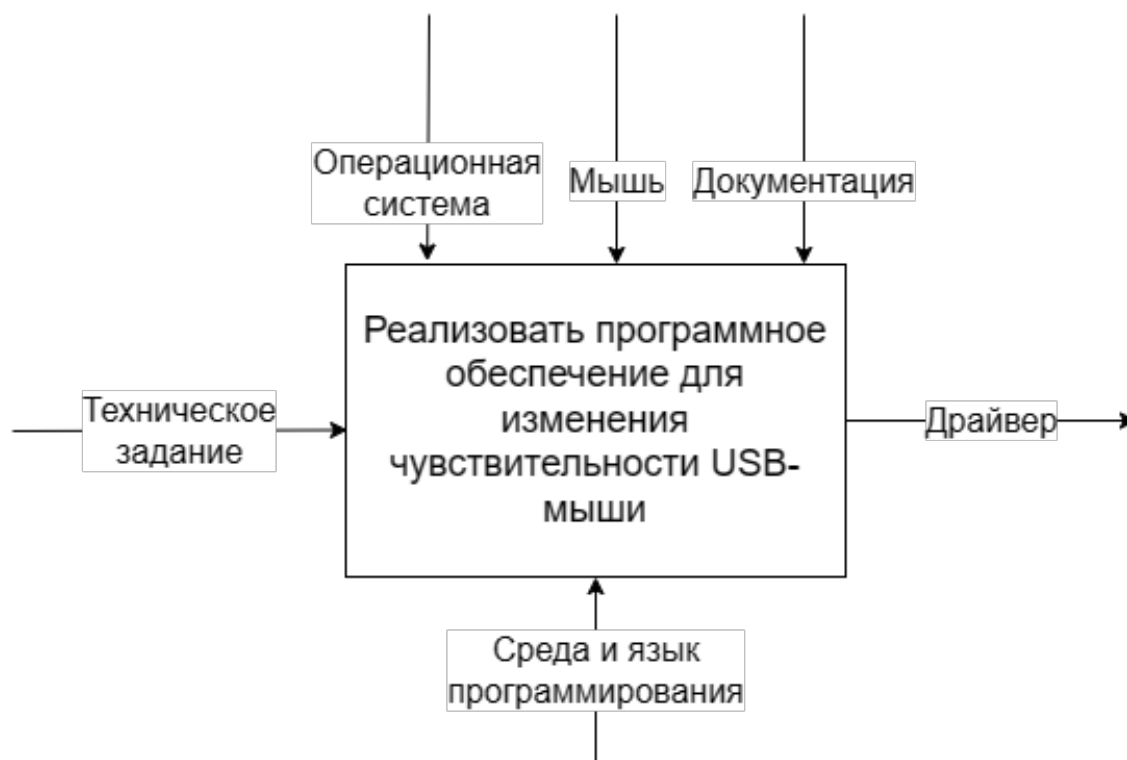 Операционная
система
Мышь
Документация
Реализовать программное
обеспечение для
изменения
чувствительности USB-
мыши
Техническое
задание
Драйвер
Среда и язык
программирования